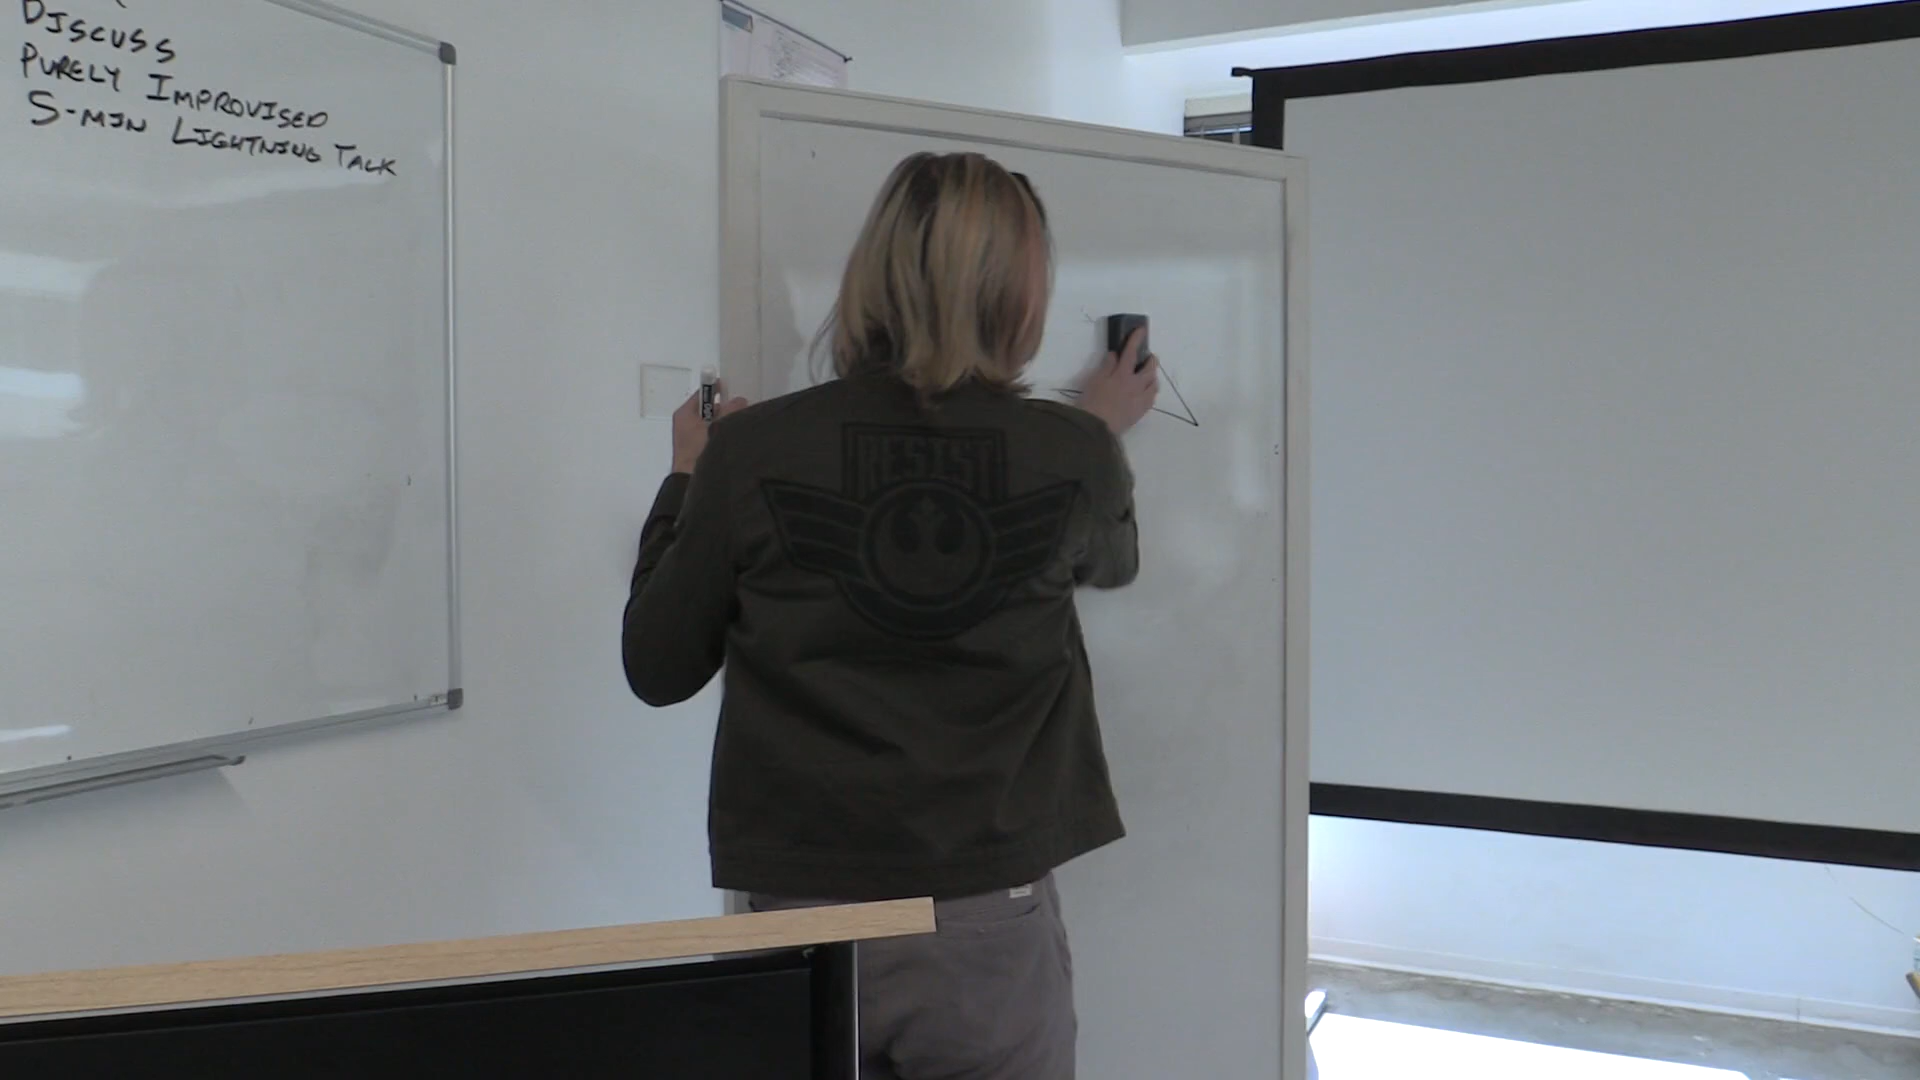 DISCUSS
PURELY IMPROVISED
5-MIN LIGHTNING TALK
RESIST